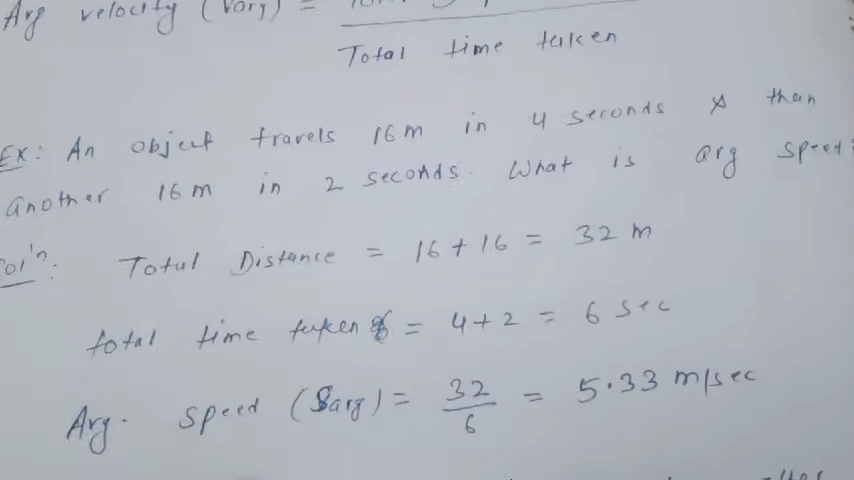 Avg velocity (Vavg) =
Total time taken
Ex: An object travels 16m in 4 seconds & than
another 16m in 2 seconds. What is avg speed?
Sol'n: Total Distance = 16 + 16 = 32 m
total time taken = 4 + 2 = 6 sec
Avg. speed (Savg) = 32/6 = 5.33 m/sec